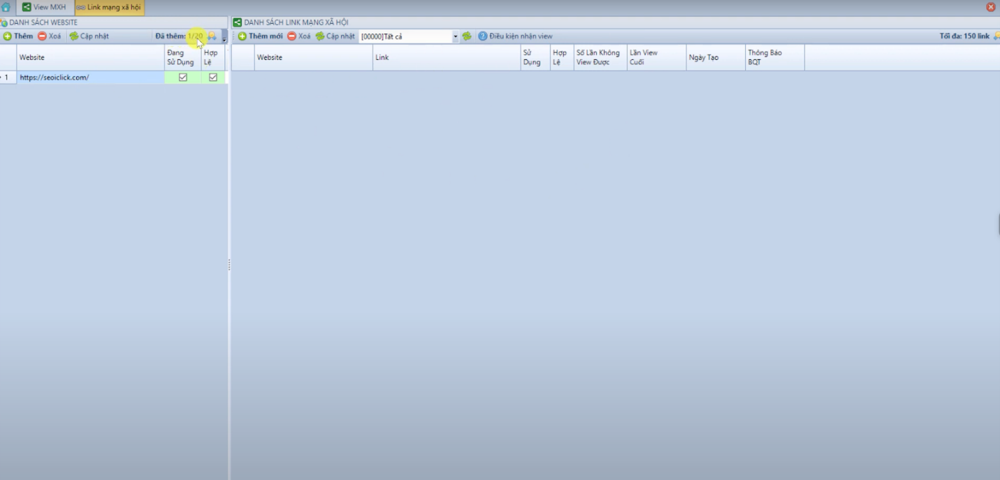 View MXH Link mạng xã hội
DANH SÁCH WEBSITE
Thêm Xoá Cập nhật Đã thêm: 1/20
Website
Đang
Sử Dụng
Hợp
Lệ
1 https://seoiclick.com/
DANH SÁCH LINK MẠNG XÃ HỘI
Thêm mới Xoá Cập nhật [00000]Tất cả Điều kiện nhận view Tối đa: 150 link
Website
Link
Sử
Dụng
Hợp
Lệ
Số Lần Không
View Được
Lần View
Cuối
Ngày Tạo
Thông Báo
BQT